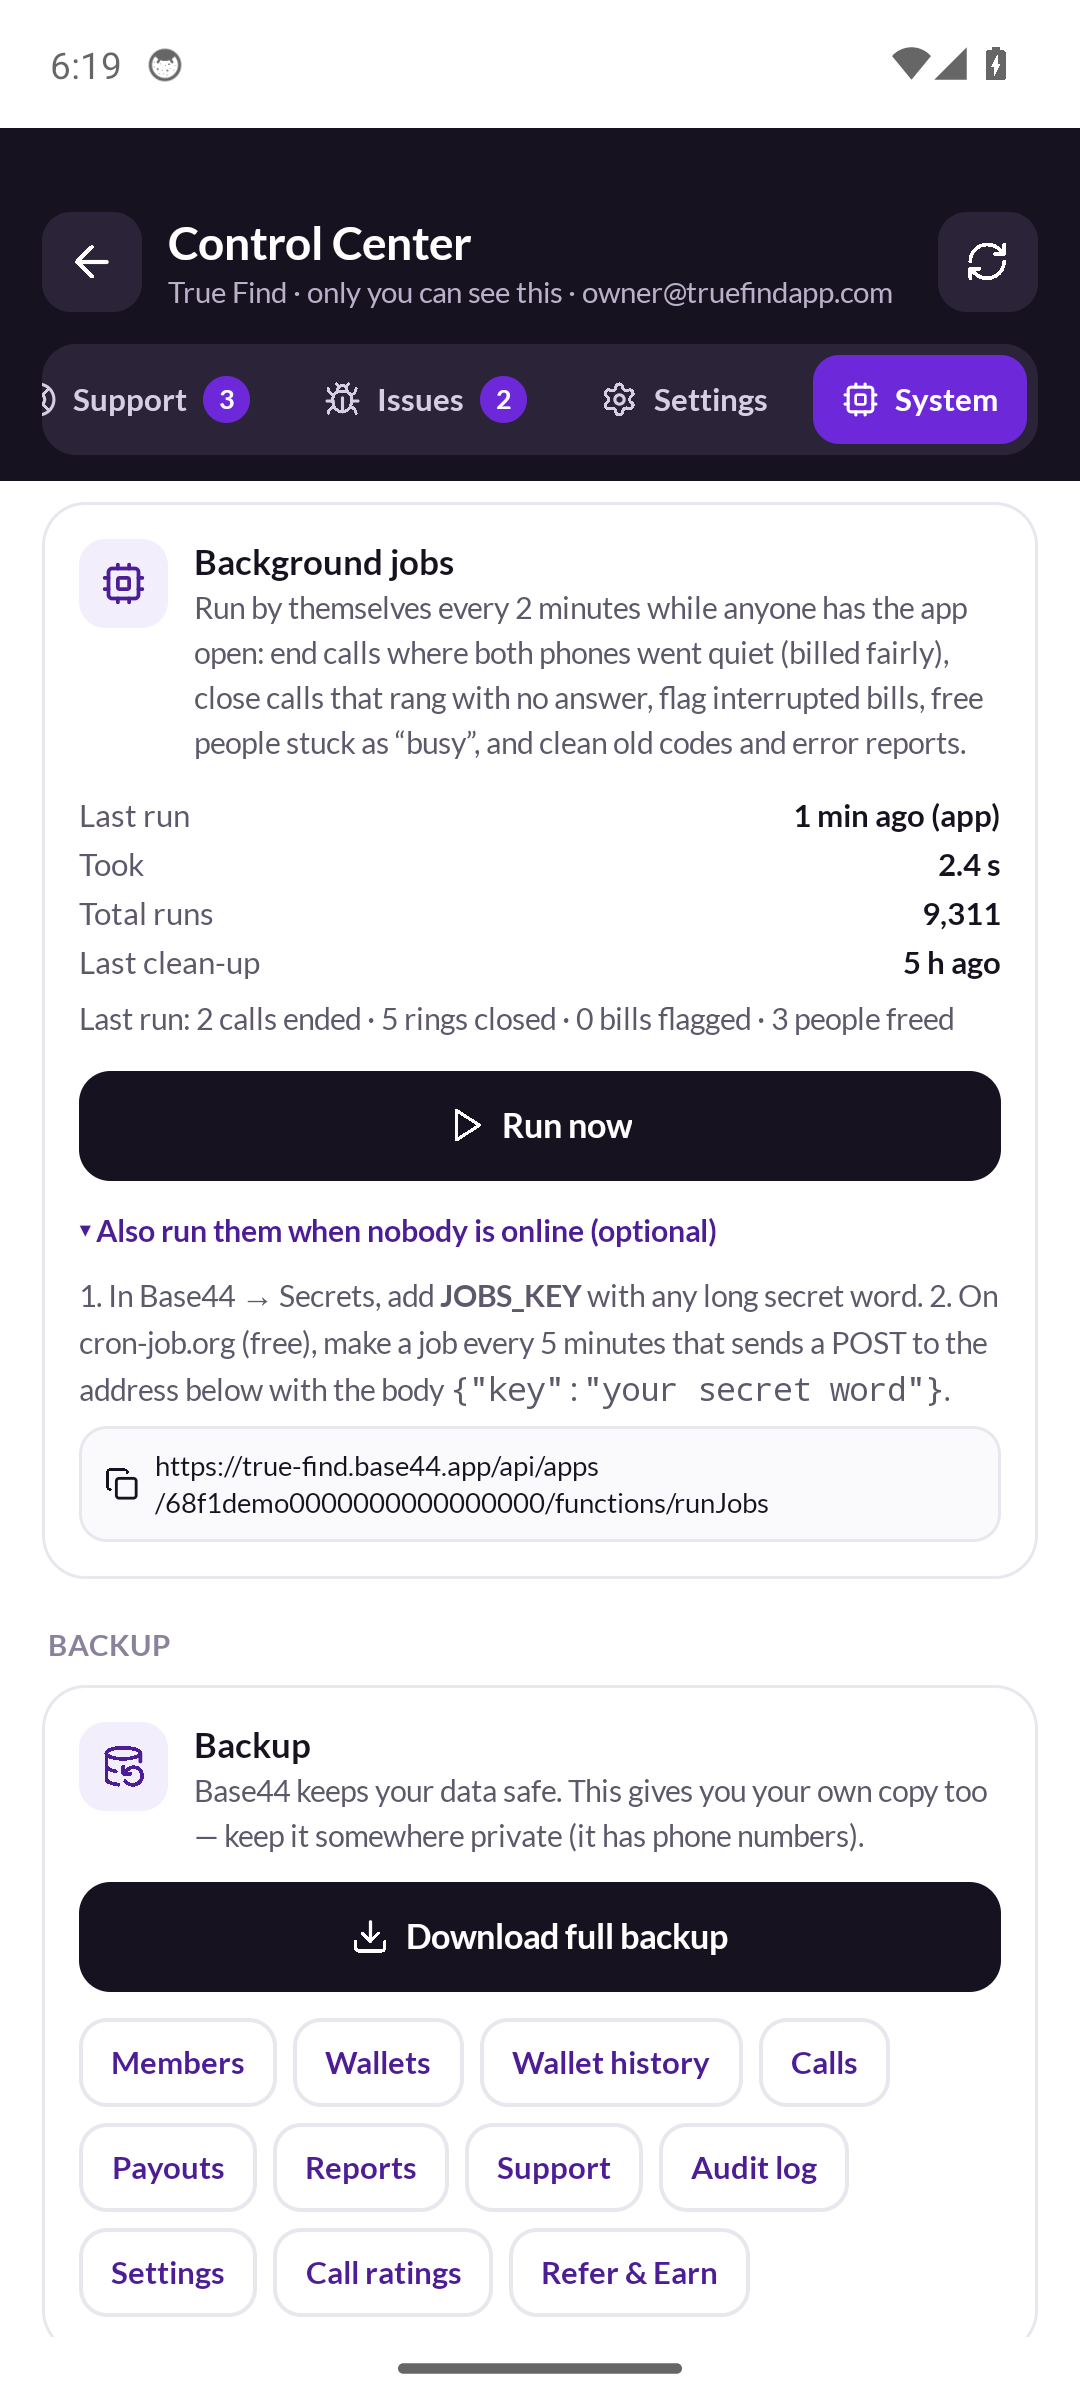 6:19
Control Center
True Find · only you can see this · owner@truefindapp.com
Support 3 Issues 2 Settings System
Background jobs
Run by themselves every 2 minutes while anyone has the app
open: end calls where both phones went quiet (billed fairly),
close calls that rang with no answer, flag interrupted bills, free
people stuck as “busy”, and clean old codes and error reports.
Last run 1 min ago (app)
Took 2.4 s
Total runs 9,311
Last clean-up 5 h ago
Last run: 2 calls ended · 5 rings closed · 0 bills flagged · 3 people freed
Run now
▾ Also run them when nobody is online (optional)
1. In Base44 → Secrets, add JOBS_KEY with any long secret word. 2. On
cron-job.org (free), make a job every 5 minutes that sends a POST to the
address below with the body {"key":"your secret word"}.
https://true-find.base44.app/api/apps
/68f1demo0000000000000000/functions/runJobs
BACKUP
Backup
Base44 keeps your data safe. This gives you your own copy too
— keep it somewhere private (it has phone numbers).
Download full backup
Members Wallets Wallet history Calls
Payouts Reports Support Audit log
Settings Call ratings Refer & Earn